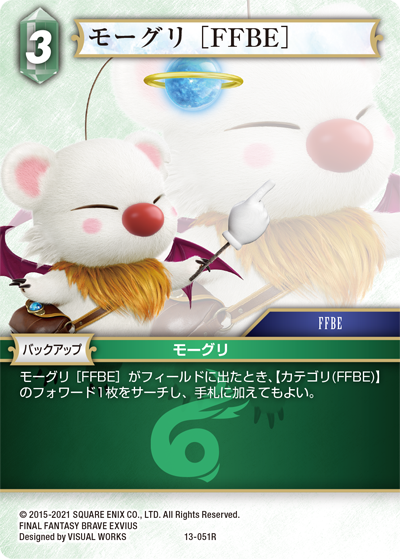 3
モーグリ［FFBE］
FFBE
バックアップ
モーグリ
モーグリ［FFBE］がフィールドに出たとき、【カテゴリ(FFBE)】
のフォワード1枚をサーチし、手札に加えてもよい。
© 2015-2021 SQUARE ENIX CO., LTD. All Rights Reserved.
FINAL FANTASY BRAVE EXVIUS
Designed by VISUAL WORKS
13-051R